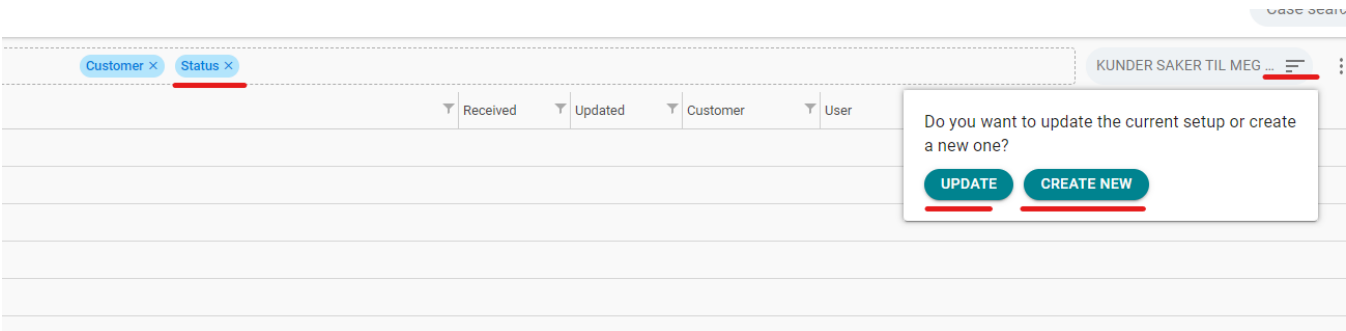 Case searc
Customer × Status ×
KUNDER SAKER TIL MEG ...
Received Updated Customer User
Do you want to update the current setup or create
a new one?
UPDATE CREATE NEW